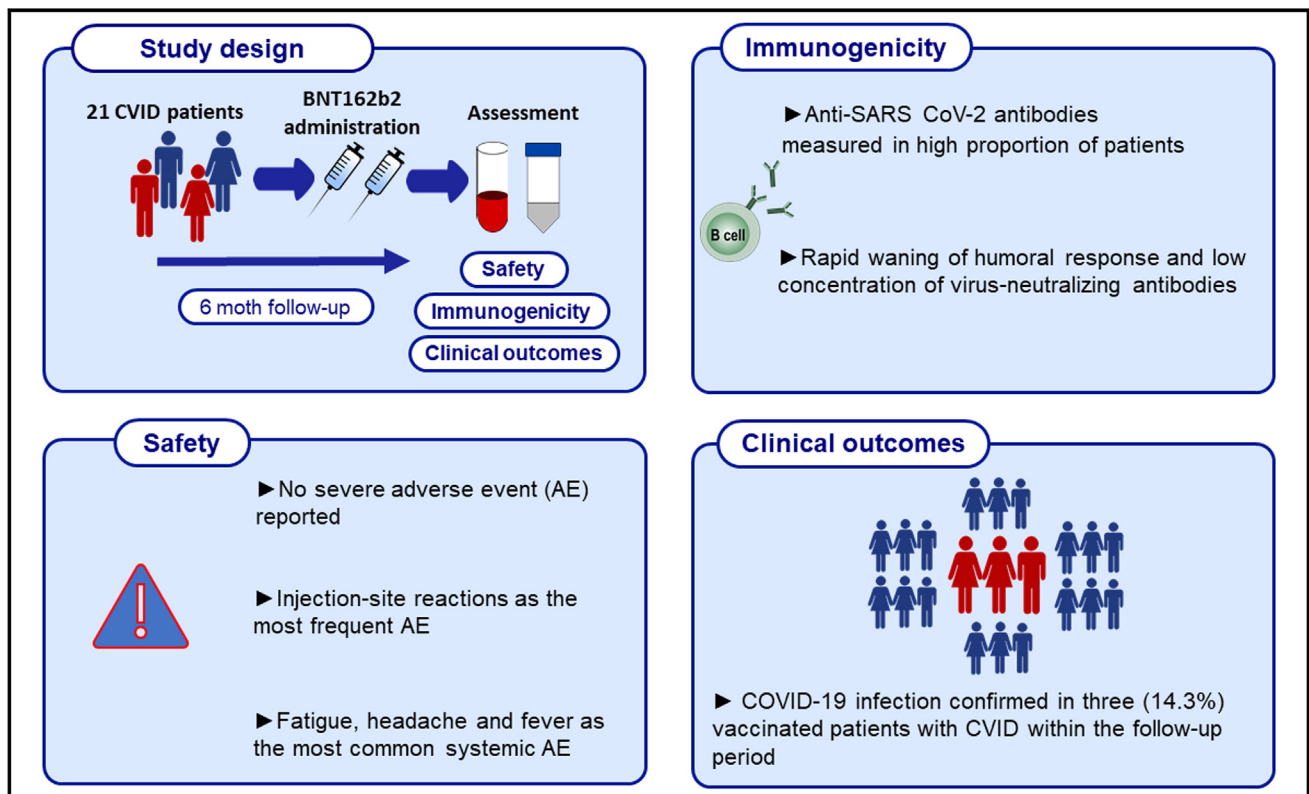 Study design
21 CVID patients
BNT162b2
administration
Assessment
6 moth follow-up
Safety
Immunogenicity
Clinical outcomes
Immunogenicity
►Anti-SARS CoV-2 antibodies
measured in high proportion of patients
B cell
►Rapid waning of humoral response and low
concentration of virus-neutralizing antibodies
Safety
►No severe adverse event (AE)
reported
►Injection-site reactions as the
most frequent AE
►Fatigue, headache and fever as
the most common systemic AE
Clinical outcomes
► COVID-19 infection confirmed in three (14.3%)
vaccinated patients with CVID within the follow-up
period